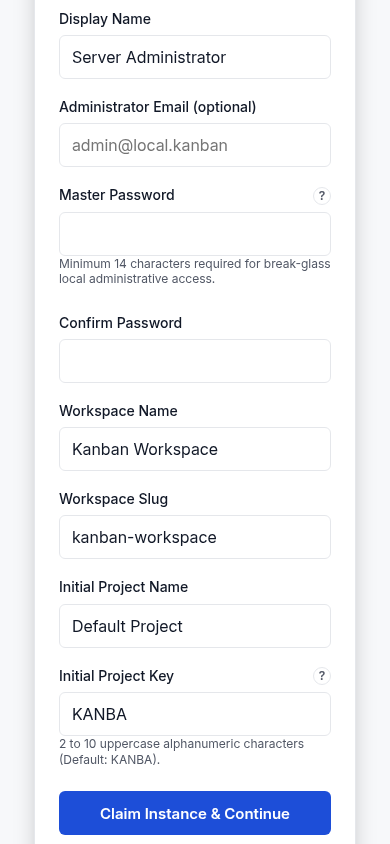 Display Name
Server Administrator
Administrator Email (optional)
admin@local.kanban
Master Password ?
Minimum 14 characters required for break-glass
local administrative access.
Confirm Password
Workspace Name
Kanban Workspace
Workspace Slug
kanban-workspace
Initial Project Name
Default Project
Initial Project Key ?
KANBA
2 to 10 uppercase alphanumeric characters
(Default: KANBA).
Claim Instance & Continue